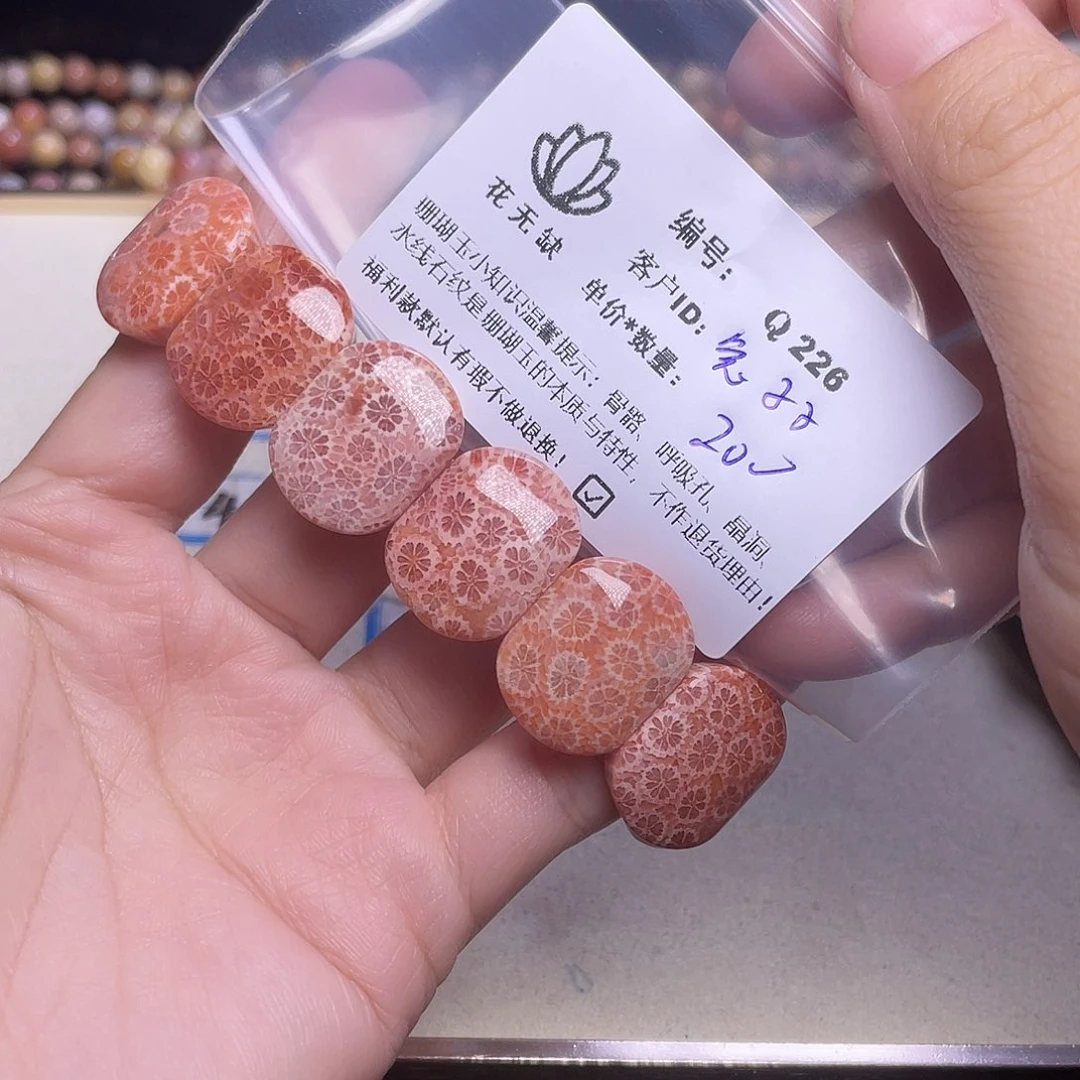 花无缺
编号： Q 226
客户ID:
单价*数量： 20
珊瑚玉小知识温馨提示：骨骼、呼吸孔、晶洞、
水线石纹是珊瑚玉的本质与特性，不作退货理由！
福利款默认有瑕不做退换！